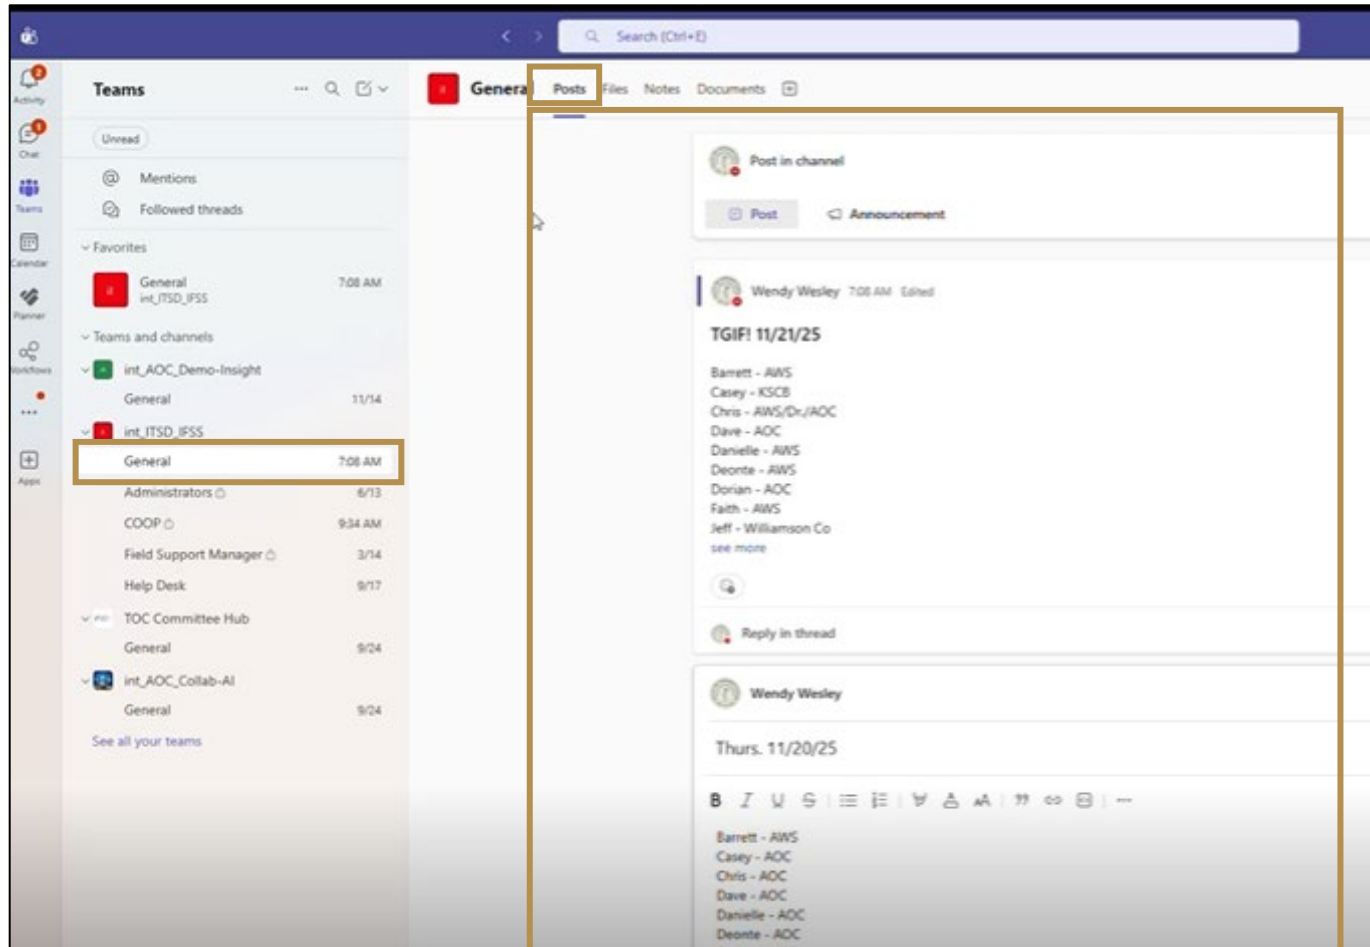 Search (Ctrl+E)
2
Activity
1
Chat
Teams
Calendar
Planner
Workflows
Apps
Teams
Unread
Mentions
Followed threads
Favorites
General 7:08 AM
int_ITSD_IFSS
Teams and channels
int_AOC_Demo-Insight
General 11/14
int_ITSD_IFSS
General 7:08 AM
Administrators 6/13
COOP 9:34 AM
Field Support Manager 3/14
Help Desk 9/17
TOC Committee Hub
General 9/24
int_AOC_Collab-AI
General 9/24
See all your teams
General Posts Files Notes Documents
Post in channel
Post Announcement
Wendy Wesley 7:08 AM Edited
TGIF! 11/21/25
Barrett - AWS
Casey - KSCB
Chris - AWS/Dr./AOC
Dave - AOC
Danielle - AWS
Deonte - AWS
Dorian - AOC
Faith - AWS
Jeff - Williamson Co
see more
Reply in thread
Wendy Wesley
Thurs. 11/20/25
B I U S
Barrett - AWS
Casey - AOC
Chris - AOC
Dave - AOC
Danielle - AOC
Deonte - AOC